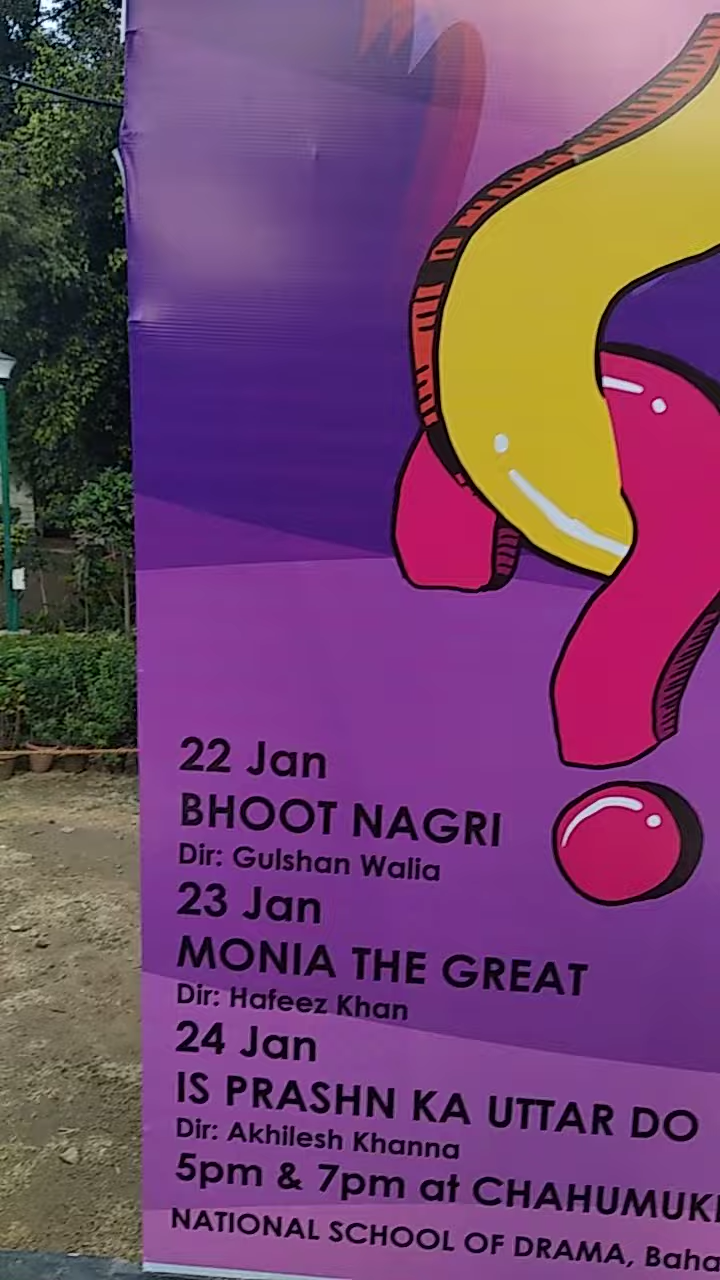 22 Jan
BHOOT NAGRI
Dir: Gulshan Walia
23 Jan
MONIA THE GREAT
Dir: Hafeez Khan
24 Jan
IS PRASHN KA UTTAR DO
Dir: Akhilesh Khanna
5pm & 7pm at
NATIONAL SCHOOL OF DRAMA,